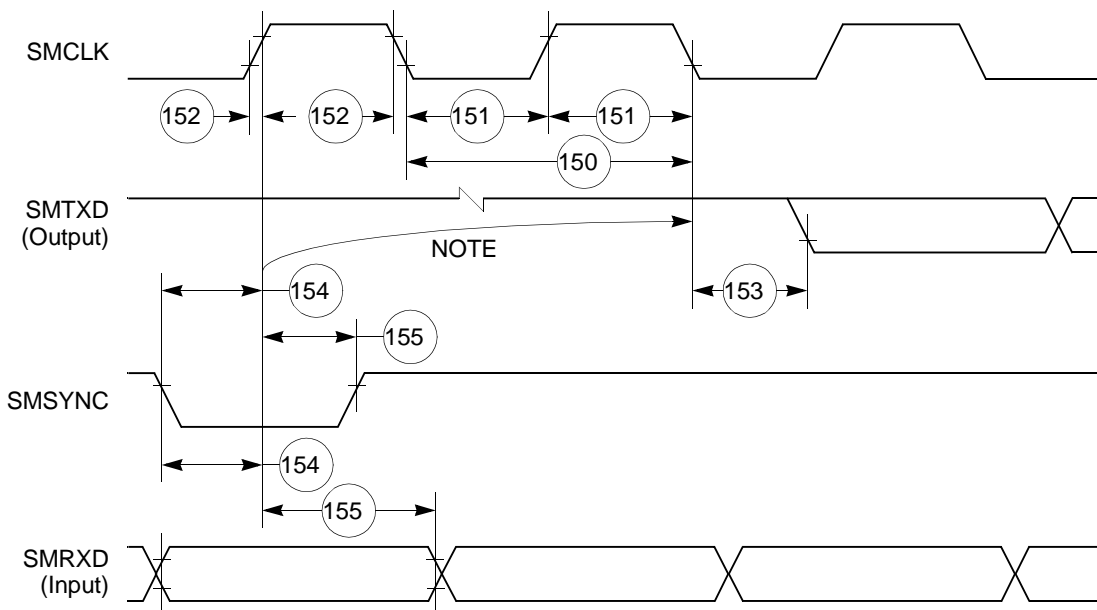 SMCLK
152
152
151
151
150
SMTXD
(Output)
NOTE
154
153
155
SMSYNC
154
155
SMRXD
(Input)